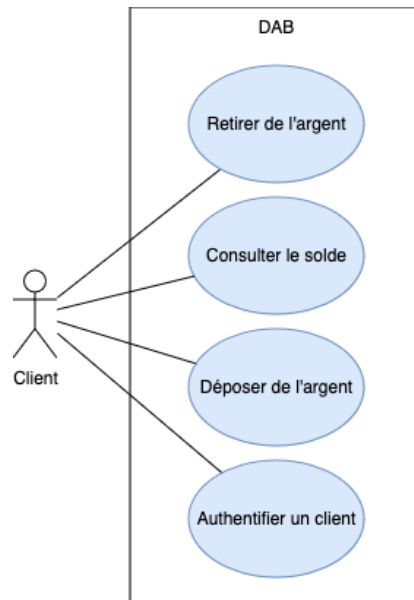 DAB
Retirer de l'argent
Consulter le solde
Déposer de l'argent
Authentifier un client
Client